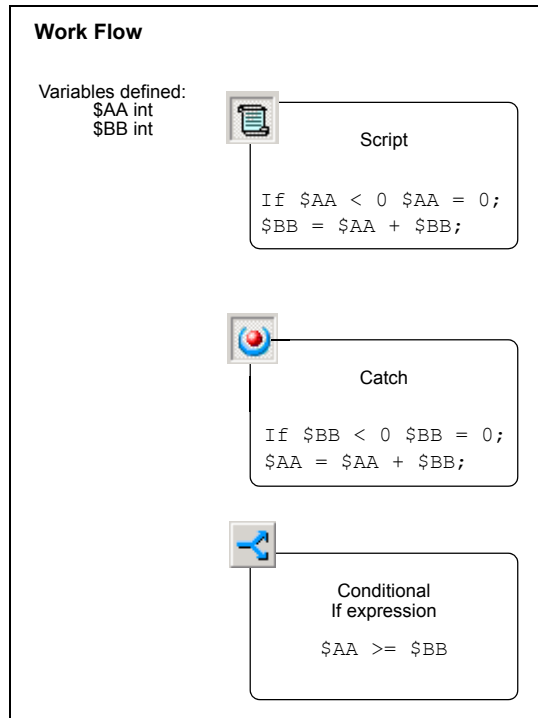 Work Flow
Variables defined:
$AA int
$BB int
Script
If $AA < 0 $AA = 0;
$BB = $AA + $BB;
Catch
If $BB < 0 $BB = 0;
$AA = $AA + $BB;
Conditional
If expression
$AA >= $BB